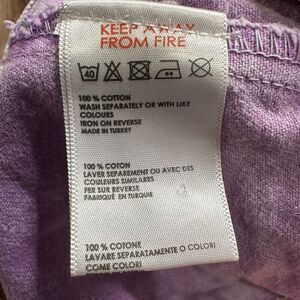 KEEP AWAY
FROM FIRE
40
100 % COTTON
WASH SEPARATELY OR WITH LIKE
COLOURS
IRON ON REVERSE
MADE IN TURKEY
100 % COTON
LAVER SEPAREMENT OU AVEC DES
COULEURS SIMILAIRES
FER SUR REVERSE
FABRIQUÉ EN TURQUIE
100 % COTONE
LAVARE SEPARATAMENTE O COLORI
COME COLORI